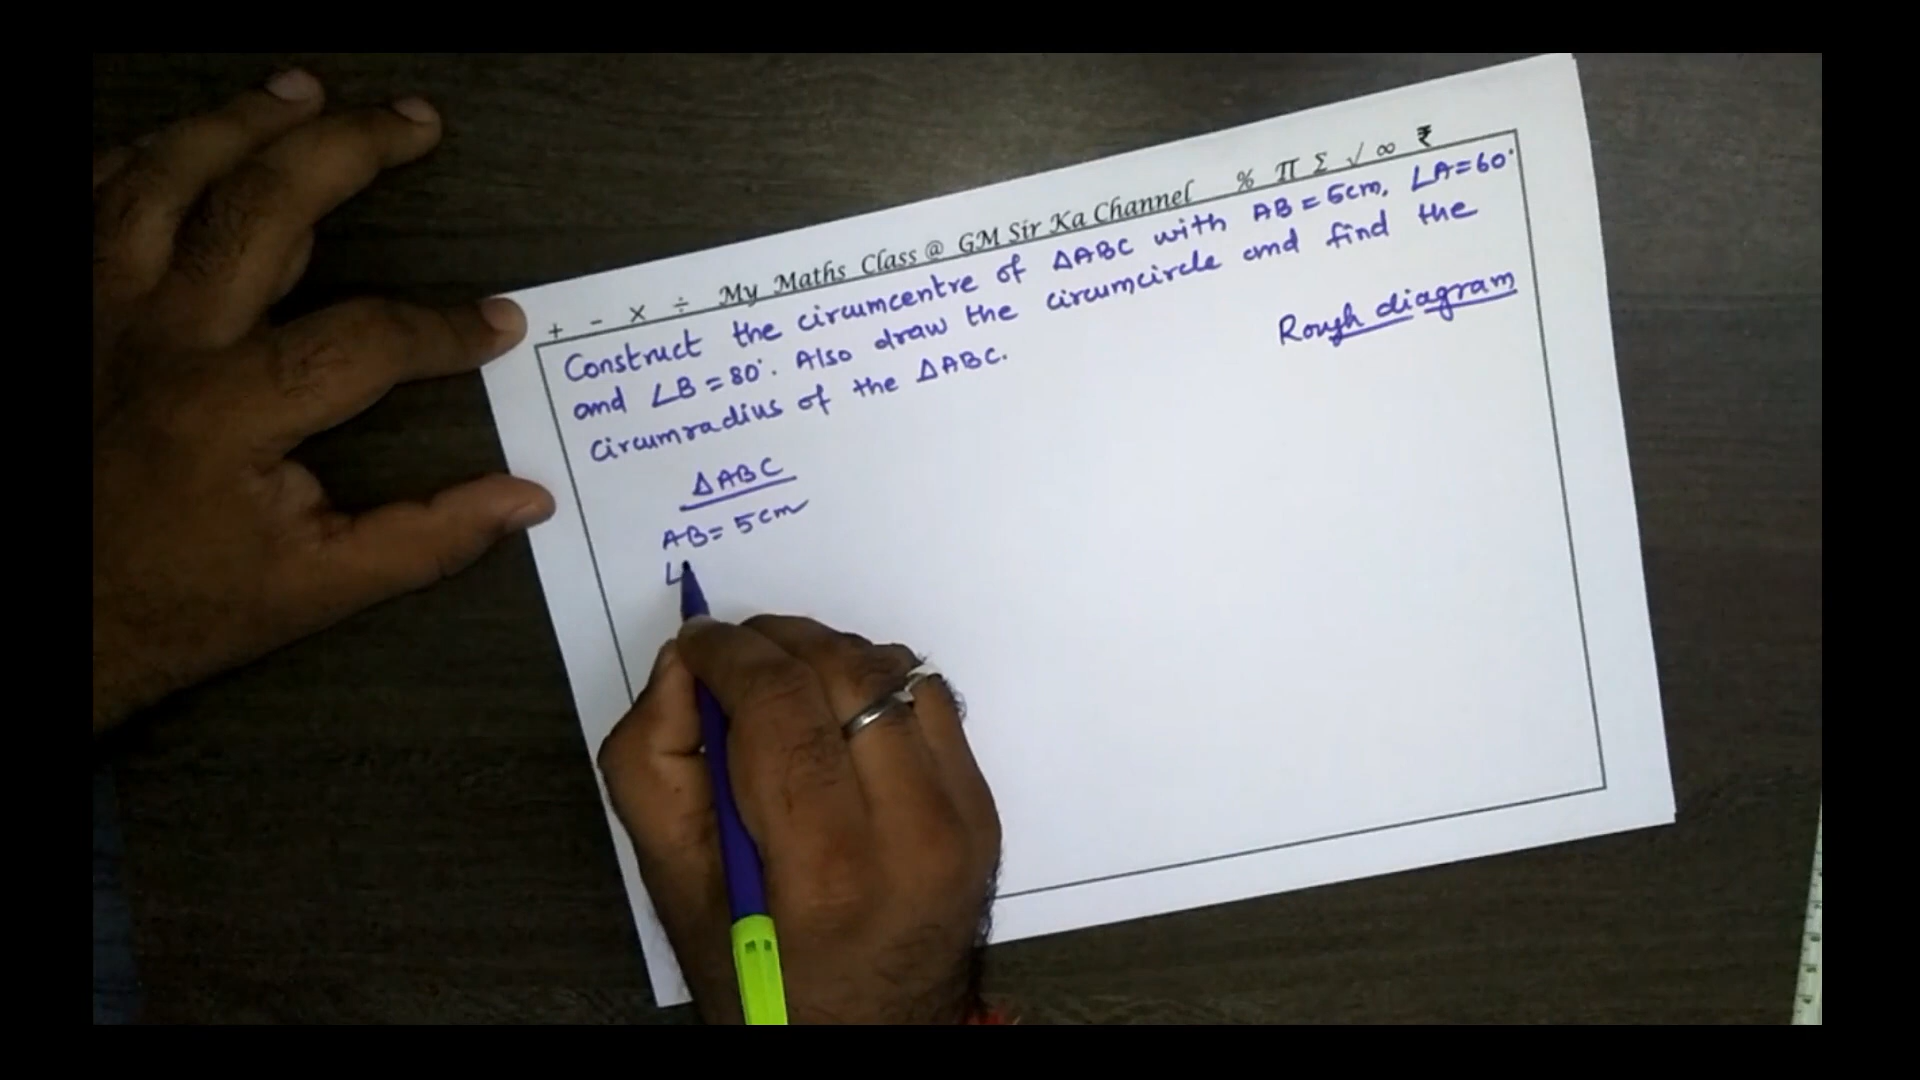 + - × ÷ My Maths Class @ GM Sir Ka Channel % Π Σ √ ∞ ₹
Construct the circumcentre of ΔABC with AB = 5cm, ∠A=60°
and ∠B = 80°. Also draw the circumcircle and find the
circumradius of the ΔABC.
Rough diagram
ΔABC
AB = 5cm
∠